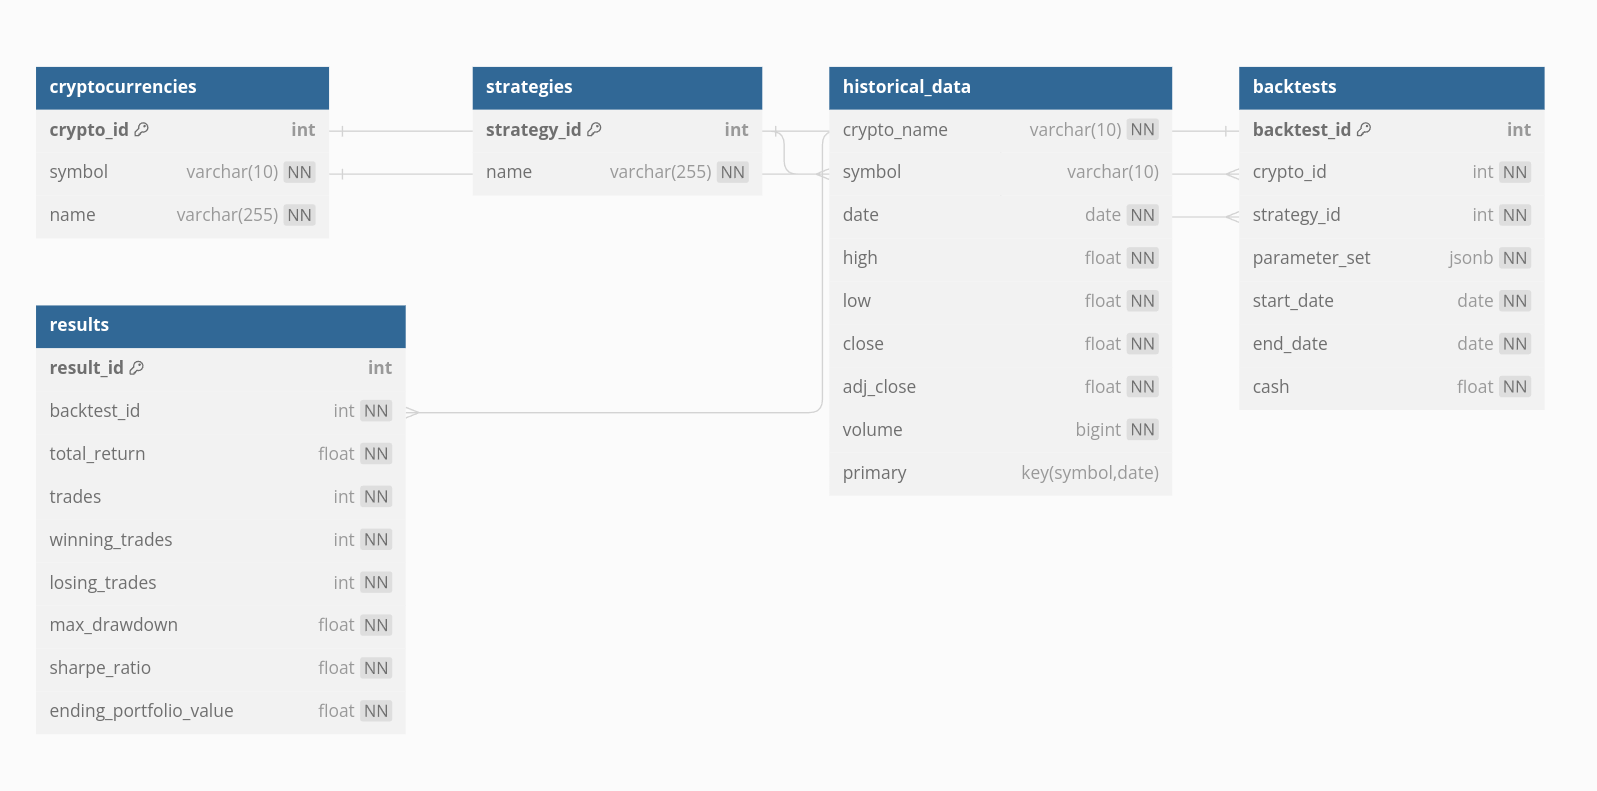 cryptocurrencies
crypto_id int
symbol varchar(10) NN
name varchar(255) NN
strategies
strategy_id int
name varchar(255) NN
historical_data
crypto_name varchar(10) NN
symbol varchar(10)
date date NN
high float NN
low float NN
close float NN
adj_close float NN
volume bigint NN
primary key(symbol,date)
backtests
backtest_id int
crypto_id int NN
strategy_id int NN
parameter_set jsonb NN
start_date date NN
end_date date NN
cash float NN
results
result_id int
backtest_id int NN
total_return float NN
trades int NN
winning_trades int NN
losing_trades int NN
max_drawdown float NN
sharpe_ratio float NN
ending_portfolio_value float NN